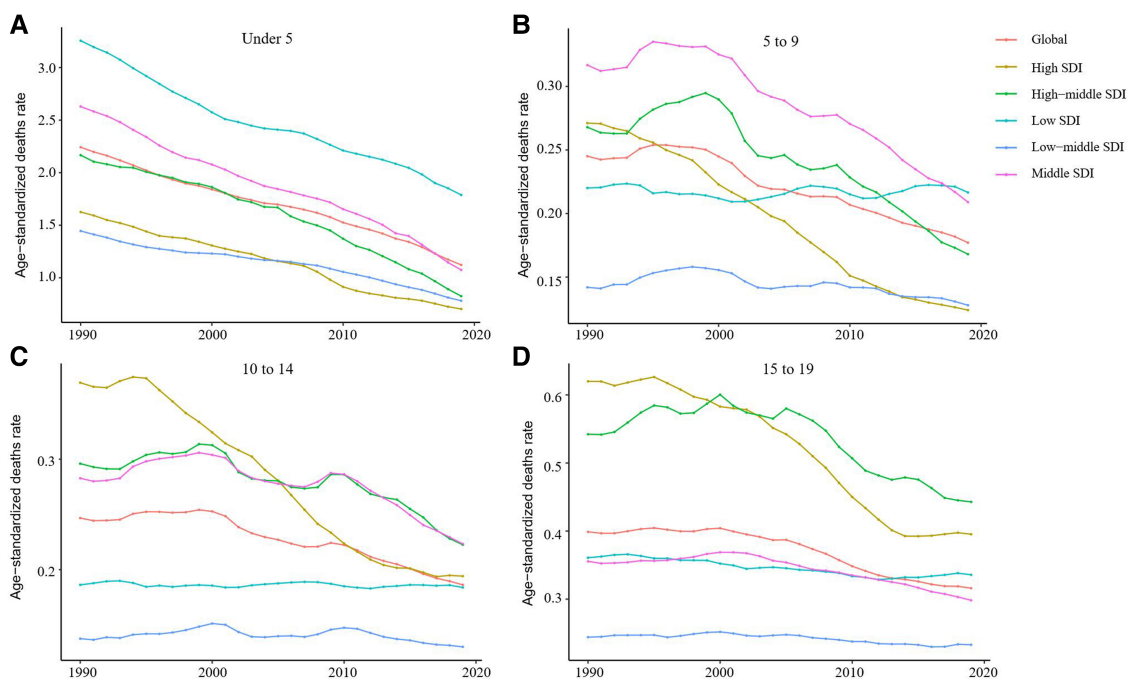 A
Under 5
Age−standardized deaths rate
3.0
2.5
2.0
1.5
1.0
1990
2000
2010
2020
B
5 to 9
Age−standardized deaths rate
0.30
0.25
0.20
0.15
1990
2000
2010
2020
Global
High SDI
High−middle SDI
Low SDI
Low−middle SDI
Middle SDI
C
10 to 14
Age−standardized deaths rate
0.3
0.2
1990
2000
2010
2020
D
15 to 19
Age−standardized deaths rate
0.6
0.5
0.4
0.3
1990
2000
2010
2020